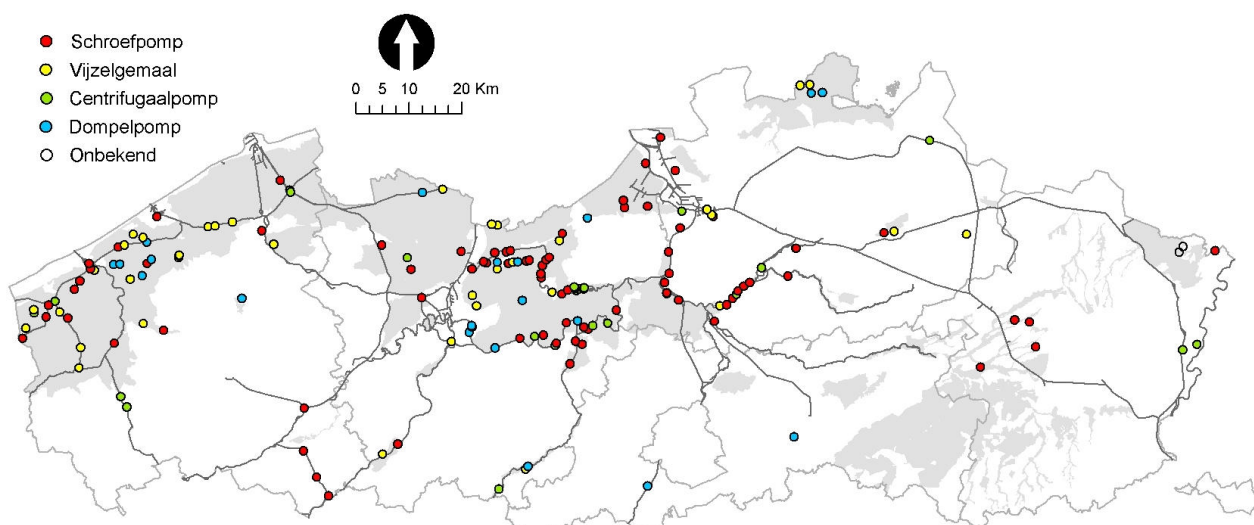 Schroefpomp
Vijzelgemaal
Centrifugaalpomp
Dompelpomp
Onbekend
0 5 10 20 Km